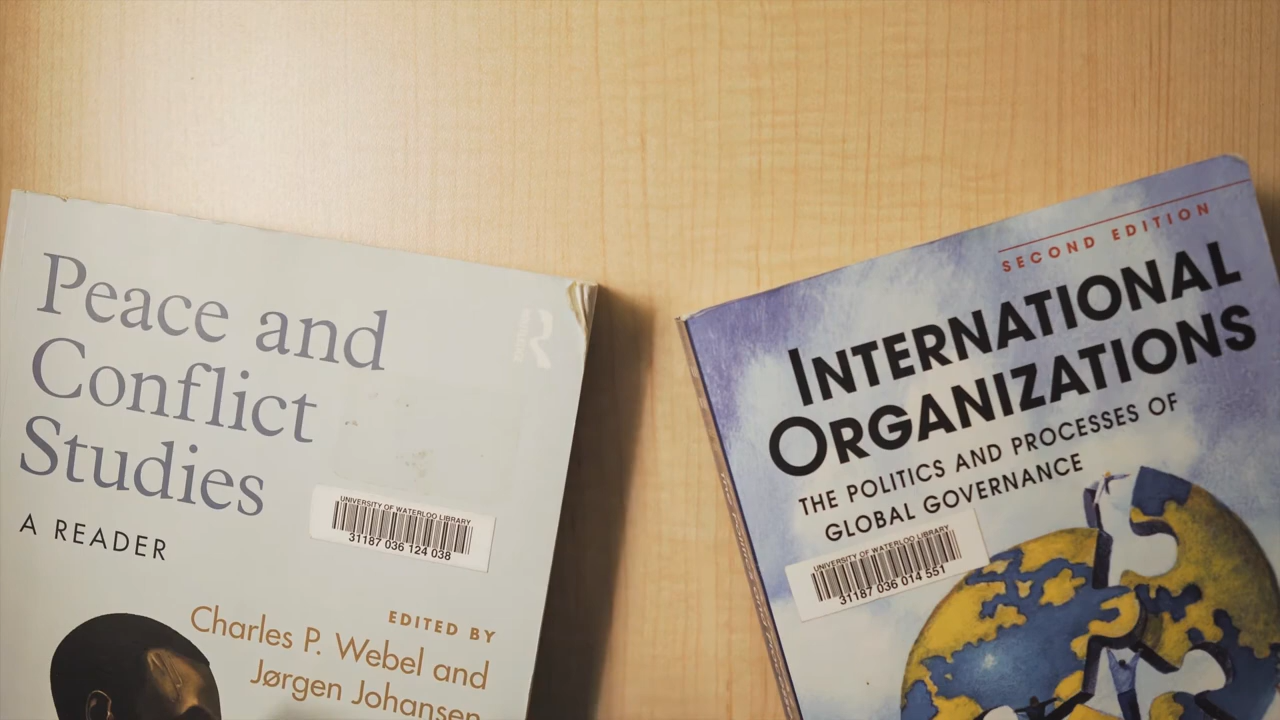 Peace and
Conflict
Studies
A READER
UNIVERSITY OF WATERLOO LIBRARY
31187 036 124 038
EDITED BY
Charles P. Webel and
Jørgen Johansen
SECOND EDITION
INTERNATIONAL
ORGANIZATIONS
THE POLITICS AND PROCESSES OF
GLOBAL GOVERNANCE
UNIVERSITY OF WATERLOO LIBRARY
31187 036 014 551